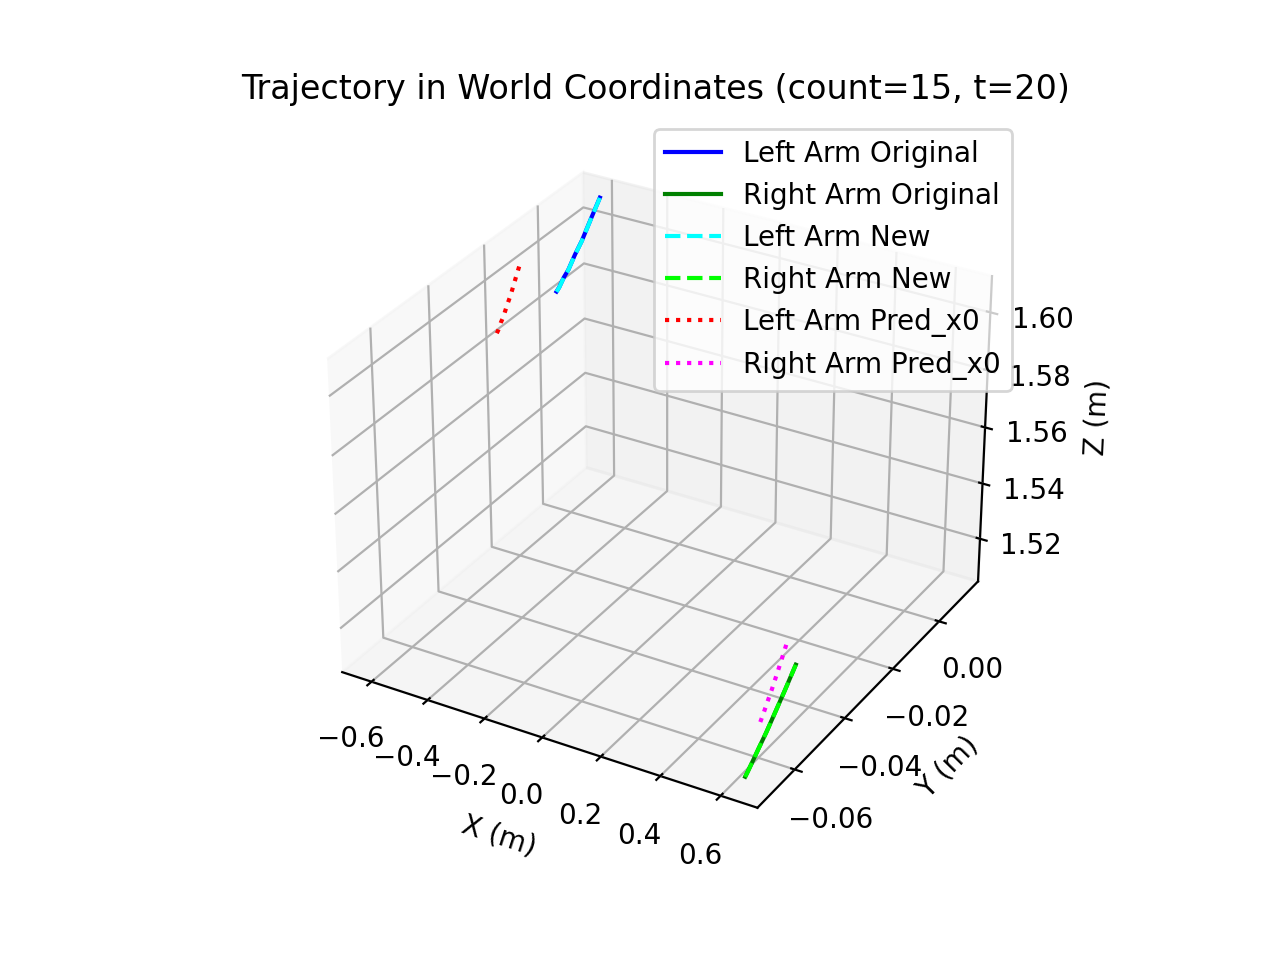 Trajectory in World Coordinates (count=15, t=20)
Left Arm Original
Right Arm Original
Left Arm New
Right Arm New
Left Arm Pred_x0
Right Arm Pred_x0
1.60
1.58
1.56
1.54
1.52
Z (m)
0.00
−0.02
−0.04
−0.06
Y (m)
−0.6
−0.4
−0.2
0.0
0.2
0.4
0.6
X (m)